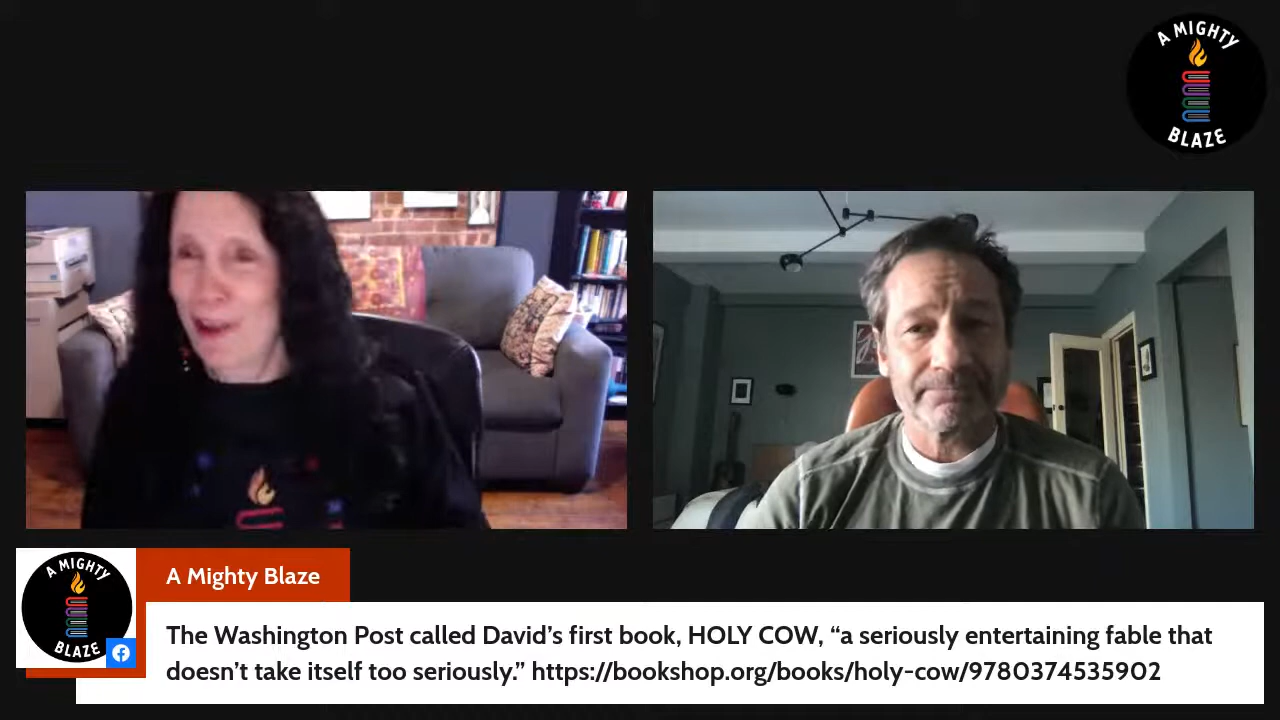 A MIGHTY
BLAZE
A MIGHTY
BLAZE
A Mighty Blaze
The Washington Post called David’s first book, HOLY COW, “a seriously entertaining fable that
doesn’t take itself too seriously.” https://bookshop.org/books/holy-cow/9780374535902